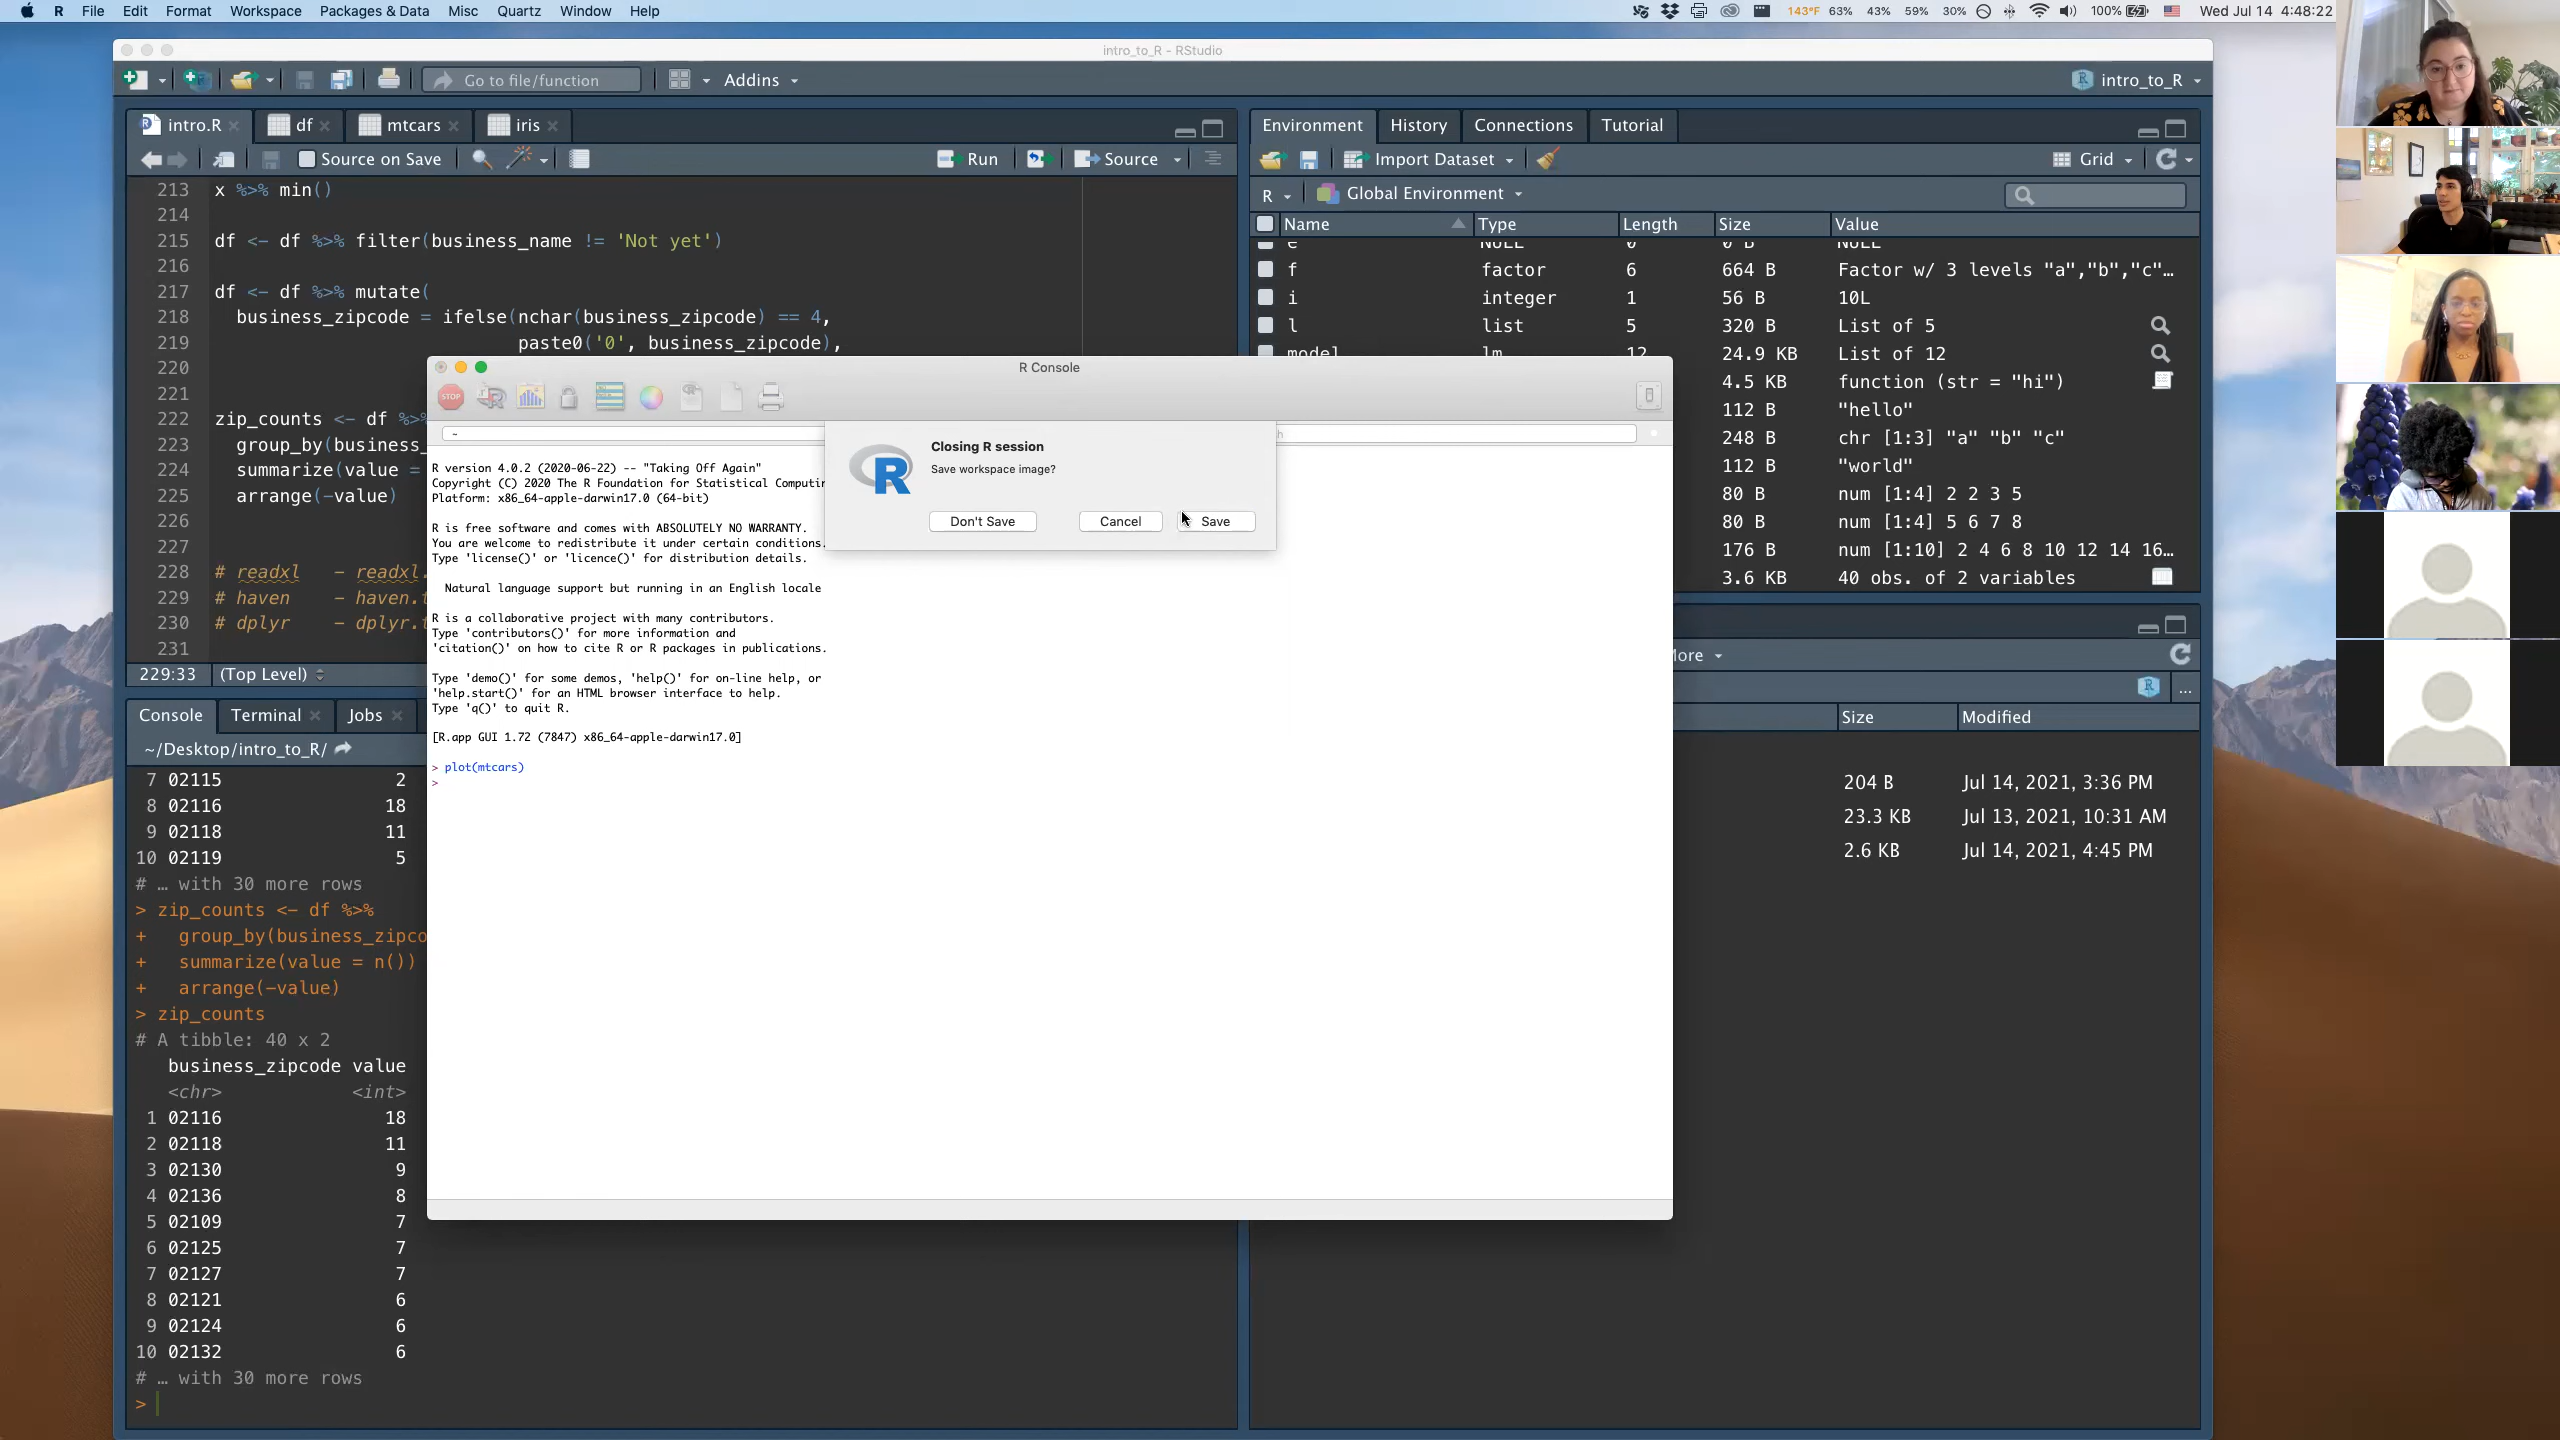 R File Edit Format Workspace Packages & Data Misc Quartz Window Help
143°F 63% 43% 59% 30% 100% Wed Jul 14 4:48:22
intro_to_R - RStudio
Go to file/function Addins intro_to_R
intro.R df mtcars iris
Source on Save Run Source
213 x %>% min()
214
215 df <- df %>% filter(business_name != 'Not yet')
216
217 df <- df %>% mutate(
218 business_zipcode = ifelse(nchar(business_zipcode) == 4,
219 paste0('0', business_zipcode),
220
221
222 zip_counts <- df %>%
223 group_by(business_
224 summarize(value =
225 arrange(-value)
226
227
228 # readxl - readxl.
229 # haven - haven.t
230 # dplyr - dplyr.t
231
229:33 (Top Level)
Console Terminal Jobs
~/Desktop/intro_to_R/
7 02115 2
8 02116 18
9 02118 11
10 02119 5
# … with 30 more rows
> zip_counts <- df %>%
+ group_by(business_zipco
+ summarize(value = n())
+ arrange(-value)
> zip_counts
# A tibble: 40 x 2
business_zipcode value
<chr> <int>
1 02116 18
2 02118 11
3 02130 9
4 02136 8
5 02109 7
6 02125 7
7 02127 7
8 02121 6
9 02124 6
10 02132 6
# … with 30 more rows
>
R Console
STOP
~
h
Closing R session
Save workspace image?
Don't Save Cancel Save
R version 4.0.2 (2020-06-22) -- "Taking Off Again"
Copyright (C) 2020 The R Foundation for Statistical Computin
Platform: x86_64-apple-darwin17.0 (64-bit)
R is free software and comes with ABSOLUTELY NO WARRANTY.
You are welcome to redistribute it under certain conditions.
Type 'license()' or 'licence()' for distribution details.
Natural language support but running in an English locale
R is a collaborative project with many contributors.
Type 'contributors()' for more information and
'citation()' on how to cite R or R packages in publications.
Type 'demo()' for some demos, 'help()' for on-line help, or
'help.start()' for an HTML browser interface to help.
Type 'q()' to quit R.
[R.app GUI 1.72 (7847) x86_64-apple-darwin17.0]
> plot(mtcars)
>
Environment History Connections Tutorial
Import Dataset Grid
R Global Environment
Name Type Length Size Value
e NULL 0 0 B NULL
f factor 6 664 B Factor w/ 3 levels "a","b","c"…
i integer 1 56 B 10L
l list 5 320 B List of 5
model lm 12 24.9 KB List of 12
4.5 KB function (str = "hi")
112 B "hello"
248 B chr [1:3] "a" "b" "c"
112 B "world"
80 B num [1:4] 2 2 3 5
80 B num [1:4] 5 6 7 8
176 B num [1:10] 2 4 6 8 10 12 14 16…
3.6 KB 40 obs. of 2 variables
More
R ...
Size Modified
204 B Jul 14, 2021, 3:36 PM
23.3 KB Jul 13, 2021, 10:31 AM
2.6 KB Jul 14, 2021, 4:45 PM